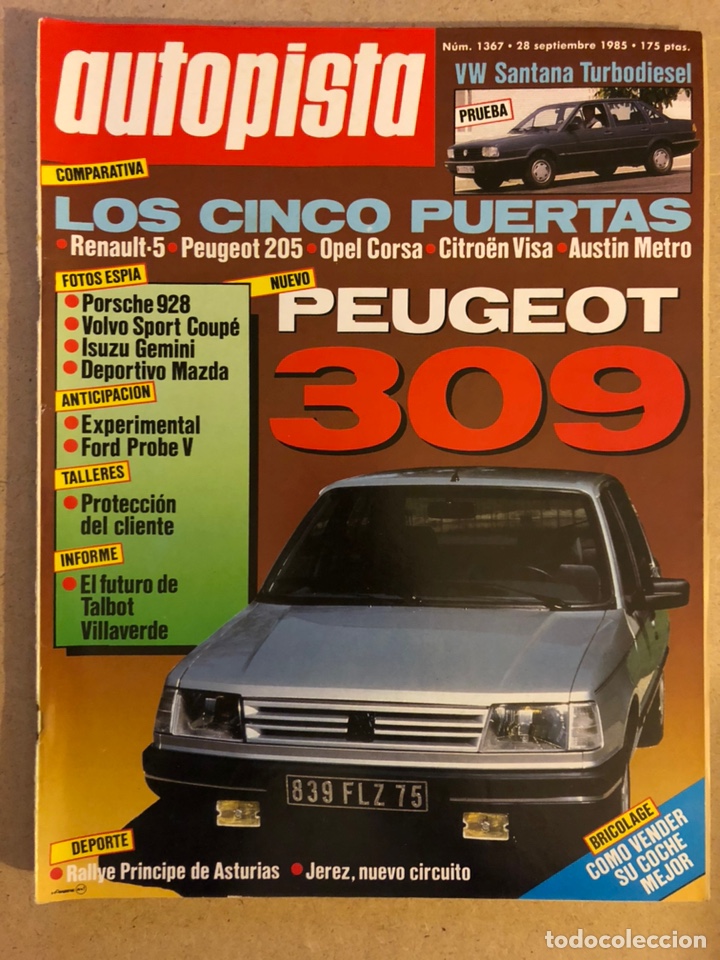 autopista
Núm. 1367 • 28 septiembre 1985 • 175 ptas.
VW Santana Turbodiesel
PRUEBA
COMPARATIVA
LOS CINCO PUERTAS
• Renault-5 • Peugeot 205 • Opel Corsa • Citroën Visa • Austin Metro
FOTOS ESPIA
• Porsche 928
• Volvo Sport Coupé
• Isuzu Gemini
• Deportivo Mazda
ANTICIPACION
• Experimental
• Ford Probe V
TALLERES
• Protección
del cliente
INFORME
• El futuro de
Talbot
Villaverde
NUEVO
PEUGEOT
309
839 FLZ 75
DEPORTE
• Rallye Principe de Asturias • Jerez, nuevo circuito
BRICOLAGE
COMO VENDER
SU COCHE
MEJOR
todocoleccion